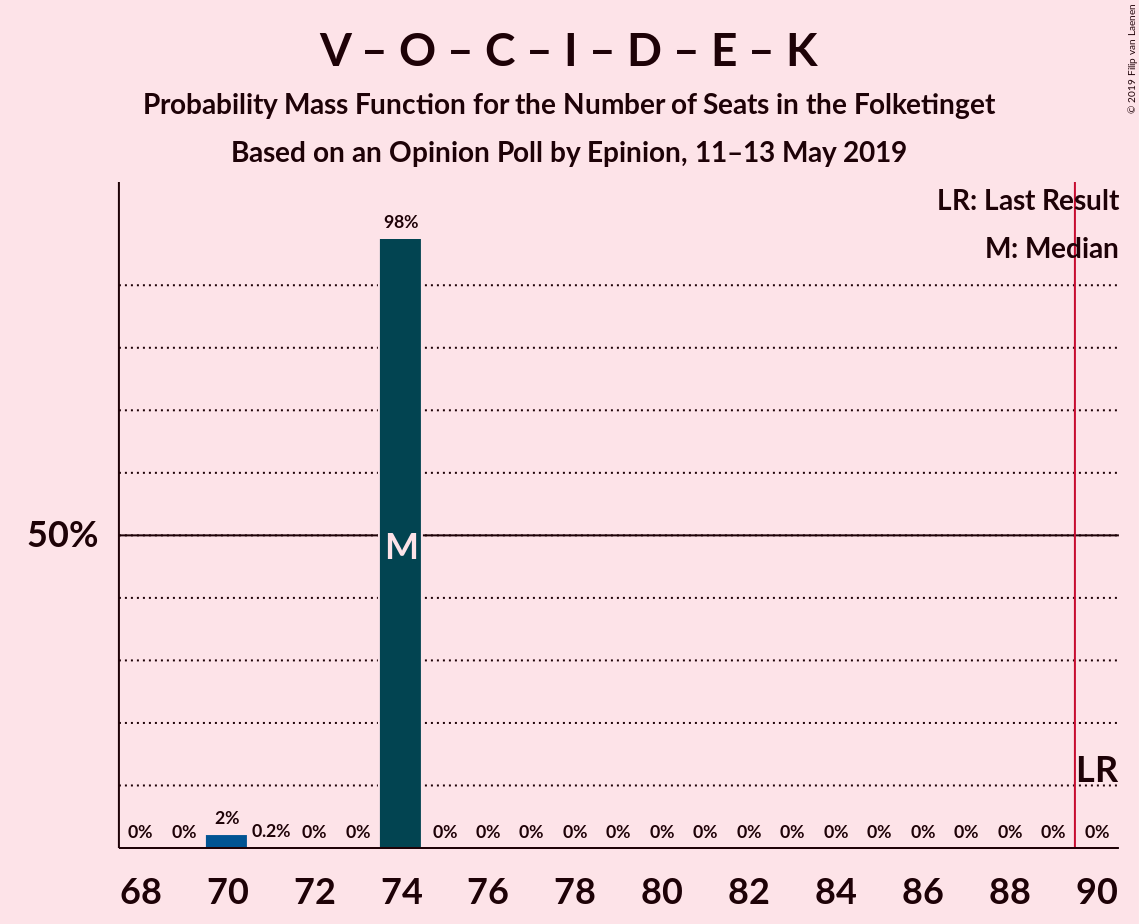 V – O – C – I – D – E – K
Probability Mass Function for the Number of Seats in the Folketinget
Based on an Opinion Poll by Epinion, 11–13 May 2019
© 2019 Filip van Laenen
LR: Last Result
M: Median
98%
50%
M
LR
0% 0% 2% 0.2% 0% 0% 0% 0% 0% 0% 0% 0% 0% 0% 0% 0% 0% 0% 0% 0% 0% 0%
68 70 72 74 76 78 80 82 84 86 88 90